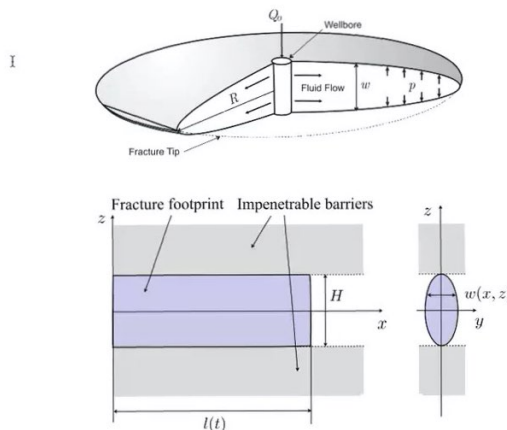 Q₀
Wellbore
R
Fluid Flow
w
p
Fracture Tip
Fracture footprint Impenetrable barriers
z
z
H
w(x, z
x
y
l(t)